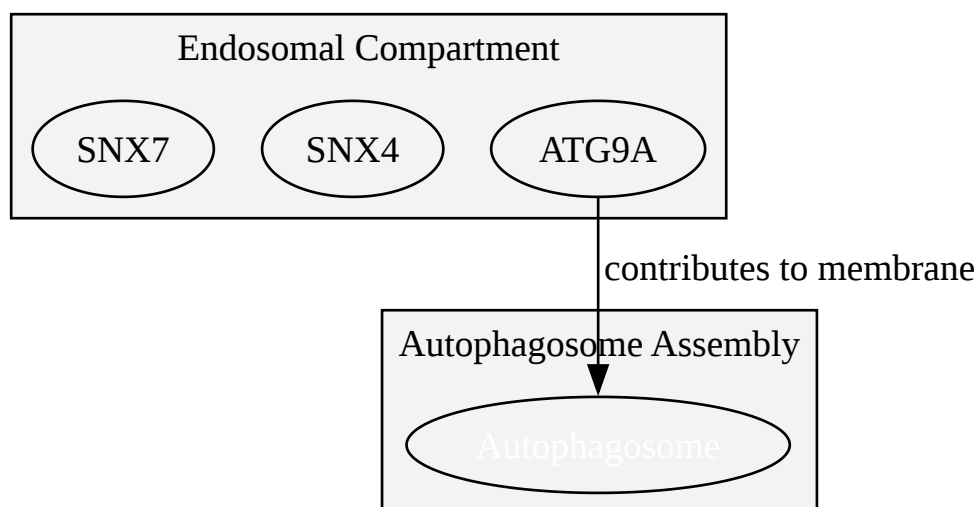 Endosomal Compartment
SNX7
SNX4
ATG9A
contributes to membrane
Autophagosome Assembly
Autophagosome